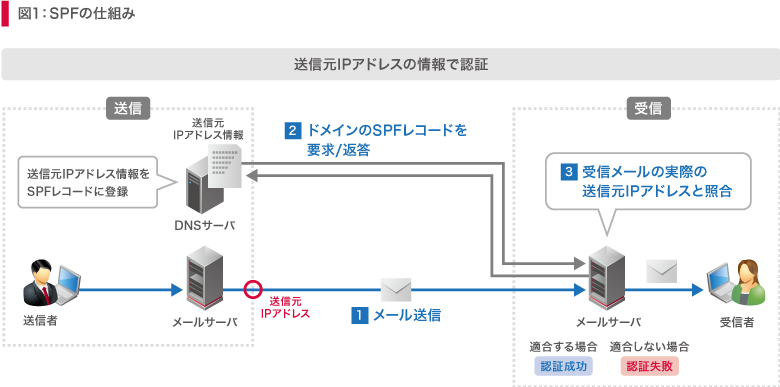 図1：SPFの仕組み
送信元IPアドレスの情報で認証
送信
受信
送信元
IPアドレス情報
2 ドメインのSPFレコードを
要求/返答
送信元IPアドレス情報を
SPFレコードに登録
3 受信メールの実際の
送信元IPアドレスと照合
DNSサーバ
送信者
メールサーバ
送信元
IPアドレス
1 メール送信
メールサーバ
受信者
適合する場合
適合しない場合
認証成功
認証失敗